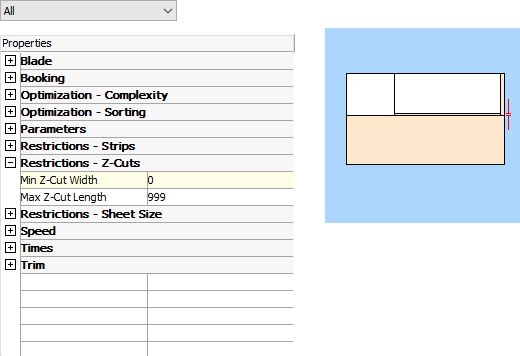 All
Properties
Blade
Booking
Optimization - Complexity
Optimization - Sorting
Parameters
Restrictions - Strips
Restrictions - Z-Cuts
Min Z-Cut Width 0
Max Z-Cut Length 999
Restrictions - Sheet Size
Speed
Times
Trim